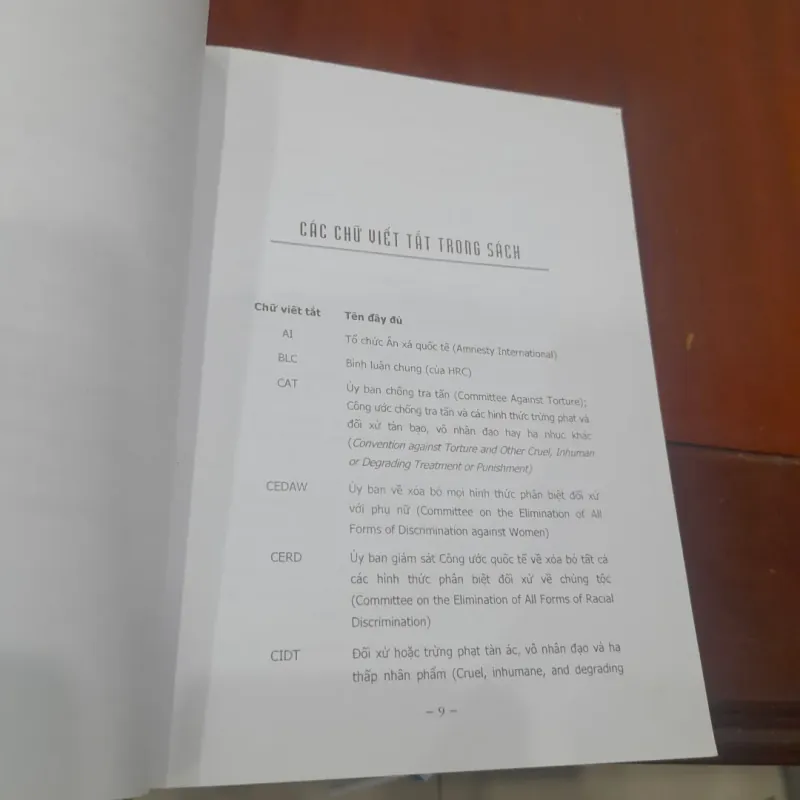 CÁC CHỮ VIẾT TẮT TRONG SÁCH
Chữ viết tắt Tên đầy đủ
AI Tổ chức Ân xá quốc tế (Amnesty International)
BLC Bình luận chung (của HRC)
CAT Ủy ban chống tra tấn (Committee Against Torture);
Công ước chống tra tấn và các hình thức trừng phạt và
đối xử tàn bạo, vô nhân đạo hay hạ nhục khác
(Convention against Torture and Other Cruel, Inhuman
or Degrading Treatment or Punishment)
CEDAW Ủy ban về xóa bỏ mọi hình thức phân biệt đối xử
với phụ nữ (Committee on the Elimination of All
Forms of Discrimination against Women)
CERD Ủy ban giám sát Công ước quốc tế về xóa bỏ tất cả
các hình thức phân biệt đối xử về chủng tộc
(Committee on the Elimination of All Forms of Racial
Discrimination)
CIDT Đối xử hoặc trừng phạt tàn ác, vô nhân đạo và hạ
thấp nhân phẩm (Cruel, inhumane, and degrading
– 9 –